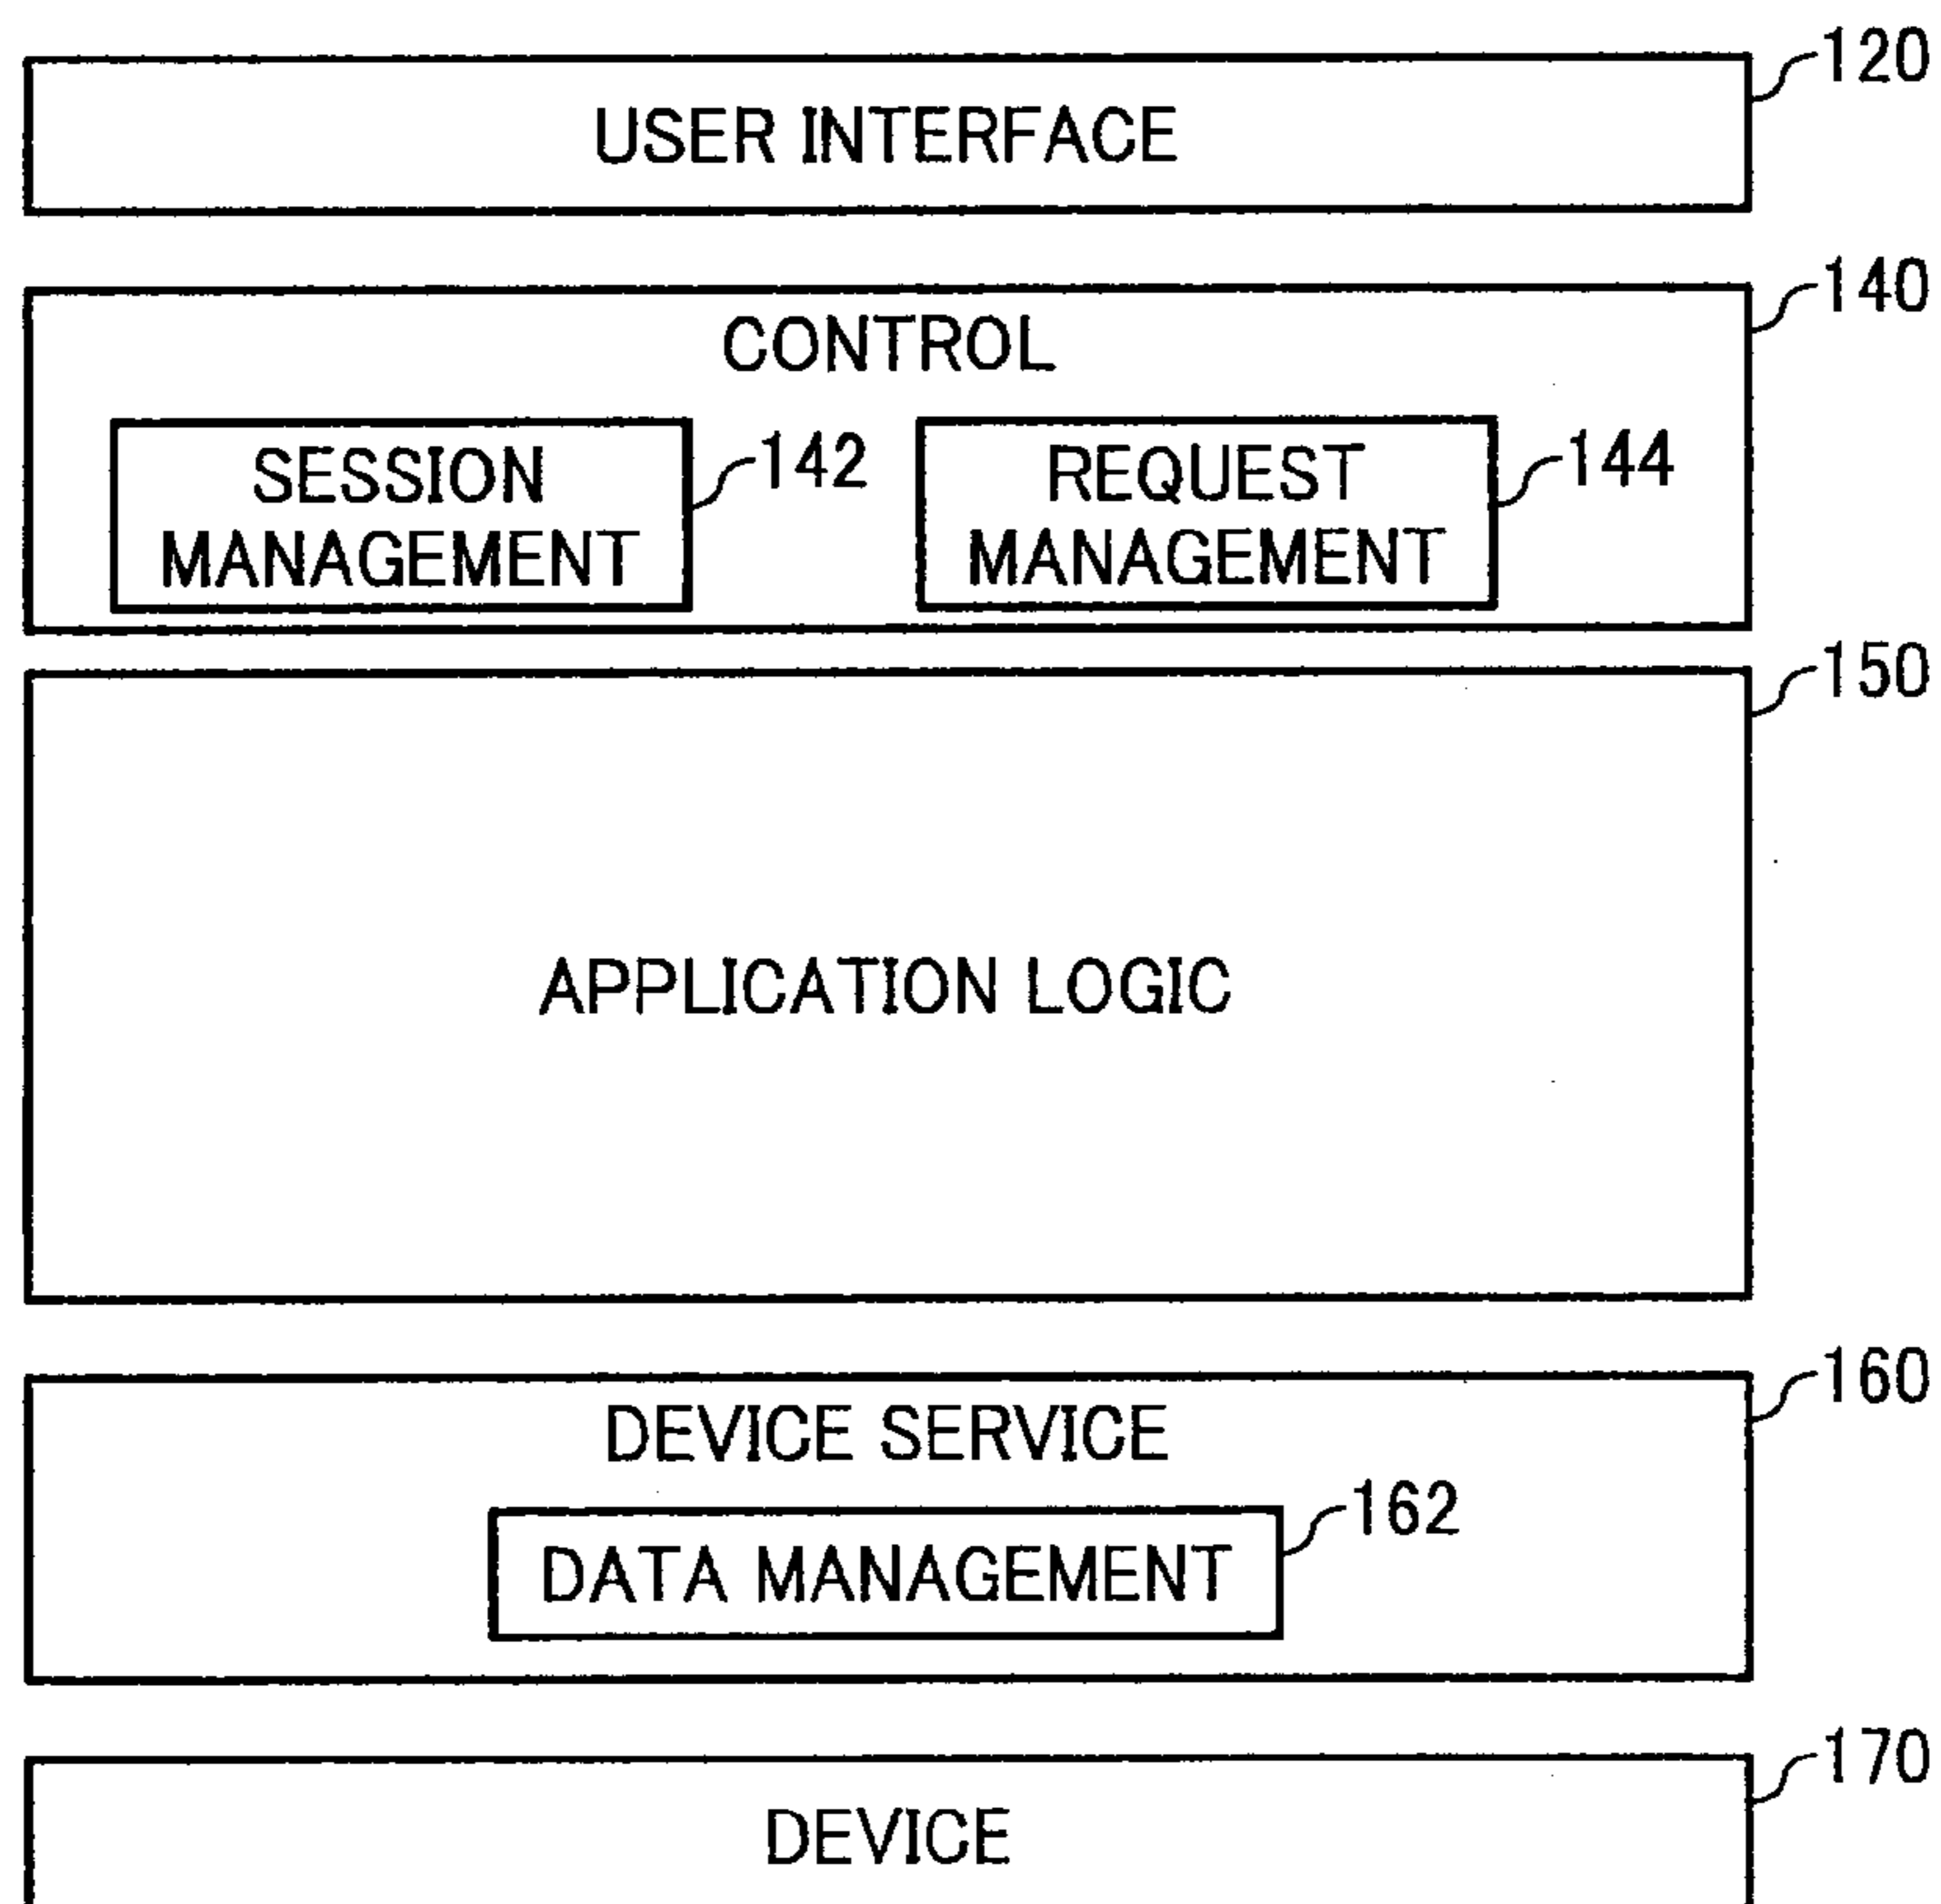 120
USER INTERFACE
140
CONTROL
SESSION
MANAGEMENT
142
REQUEST
MANAGEMENT
144
150
APPLICATION LOGIC
160
DEVICE SERVICE
162
DATA MANAGEMENT
170
DEVICE